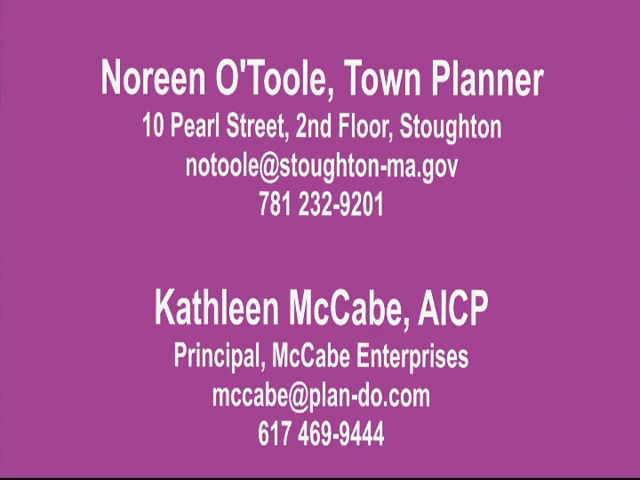 Noreen O'Toole, Town Planner
10 Pearl Street, 2nd Floor, Stoughton
notoole@stoughton-ma.gov
781 232-9201
Kathleen McCabe, AICP
Principal, McCabe Enterprises
mccabe@plan-do.com
617 469-9444